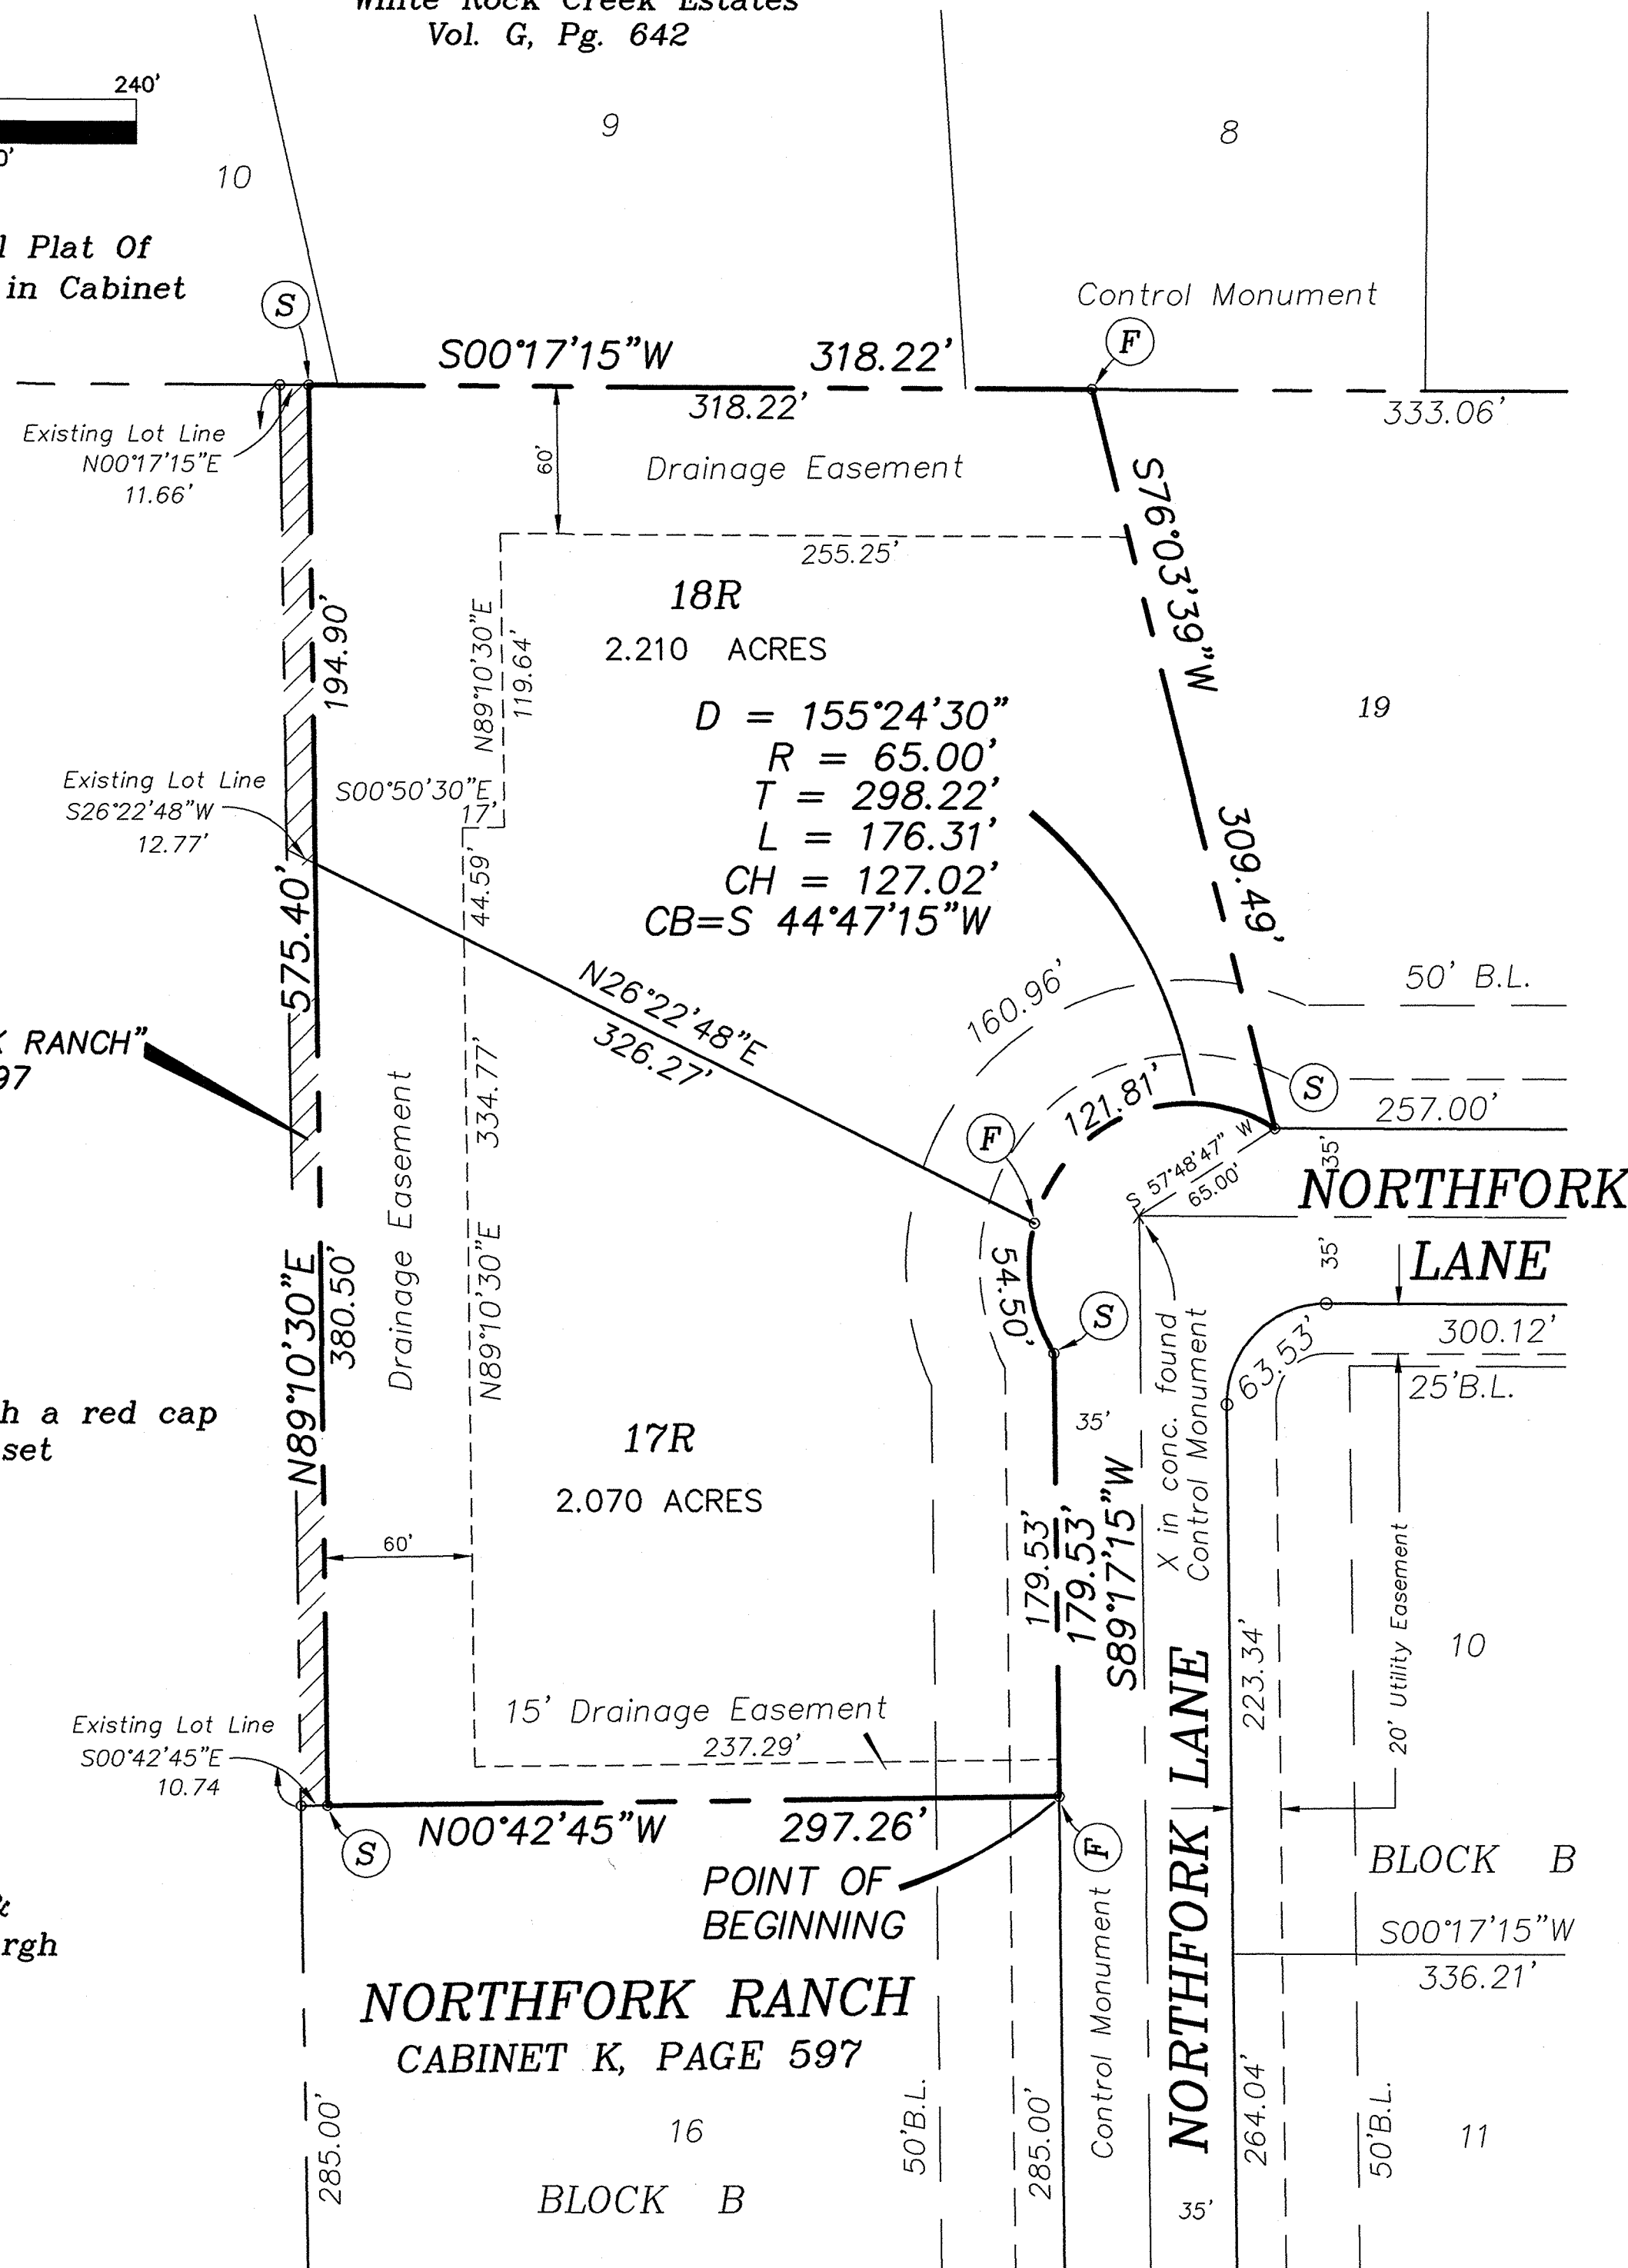 White Rock Creek Estates
Vol. G, Pg. 642
240'
0'
10
9
8
l Plat Of
in Cabinet
S
Control Monument
F
S00°17'15"W 318.22'
318.22'
333.06'
Existing Lot Line
N00°17'15"E
11.66'
60'
Drainage Easement
S76°03'39"W
309.49'
255.25'
18R
2.210 ACRES
194.90'
N89°10'30"E
119.64'
19
D = 155°24'30"
R = 65.00'
T = 298.22'
L = 176.31'
CH = 127.02'
CB=S 44°47'15"W
Existing Lot Line
S26°22'48"W
12.77'
S00°50'30"E
17'
44.59'
575.40'
N26°22'48"E
326.27'
160.96'
50' B.L.
K RANCH"
97
334.77'
N89°10'30"E
Drainage Easement
121.81'
S
257.00'
F
S 57°48'47" W
65.00'
35'
NORTHFORK
LANE
35'
54.50'
S
N89°10'30"E
380.50'
X in conc. found
Control Monument
63.53'
300.12'
25'B.L.
h a red cap
set
17R
2.070 ACRES
35'
60'
179.53'
179.53'
S89°17'15"W
20' Utility Easement
10
223.34'
NORTHFORK LANE
15' Drainage Easement
237.29'
Existing Lot Line
S00°42'45"E
10.74
S
N00°42'45"W 297.26'
F
POINT OF
BEGINNING
Control Monument
BLOCK B
S00°17'15"W
336.21'
&
rgh
NORTHFORK RANCH
CABINET K, PAGE 597
285.00'
16
BLOCK B
50'B.L.
285.00'
35'
264.04'
50'B.L.
11